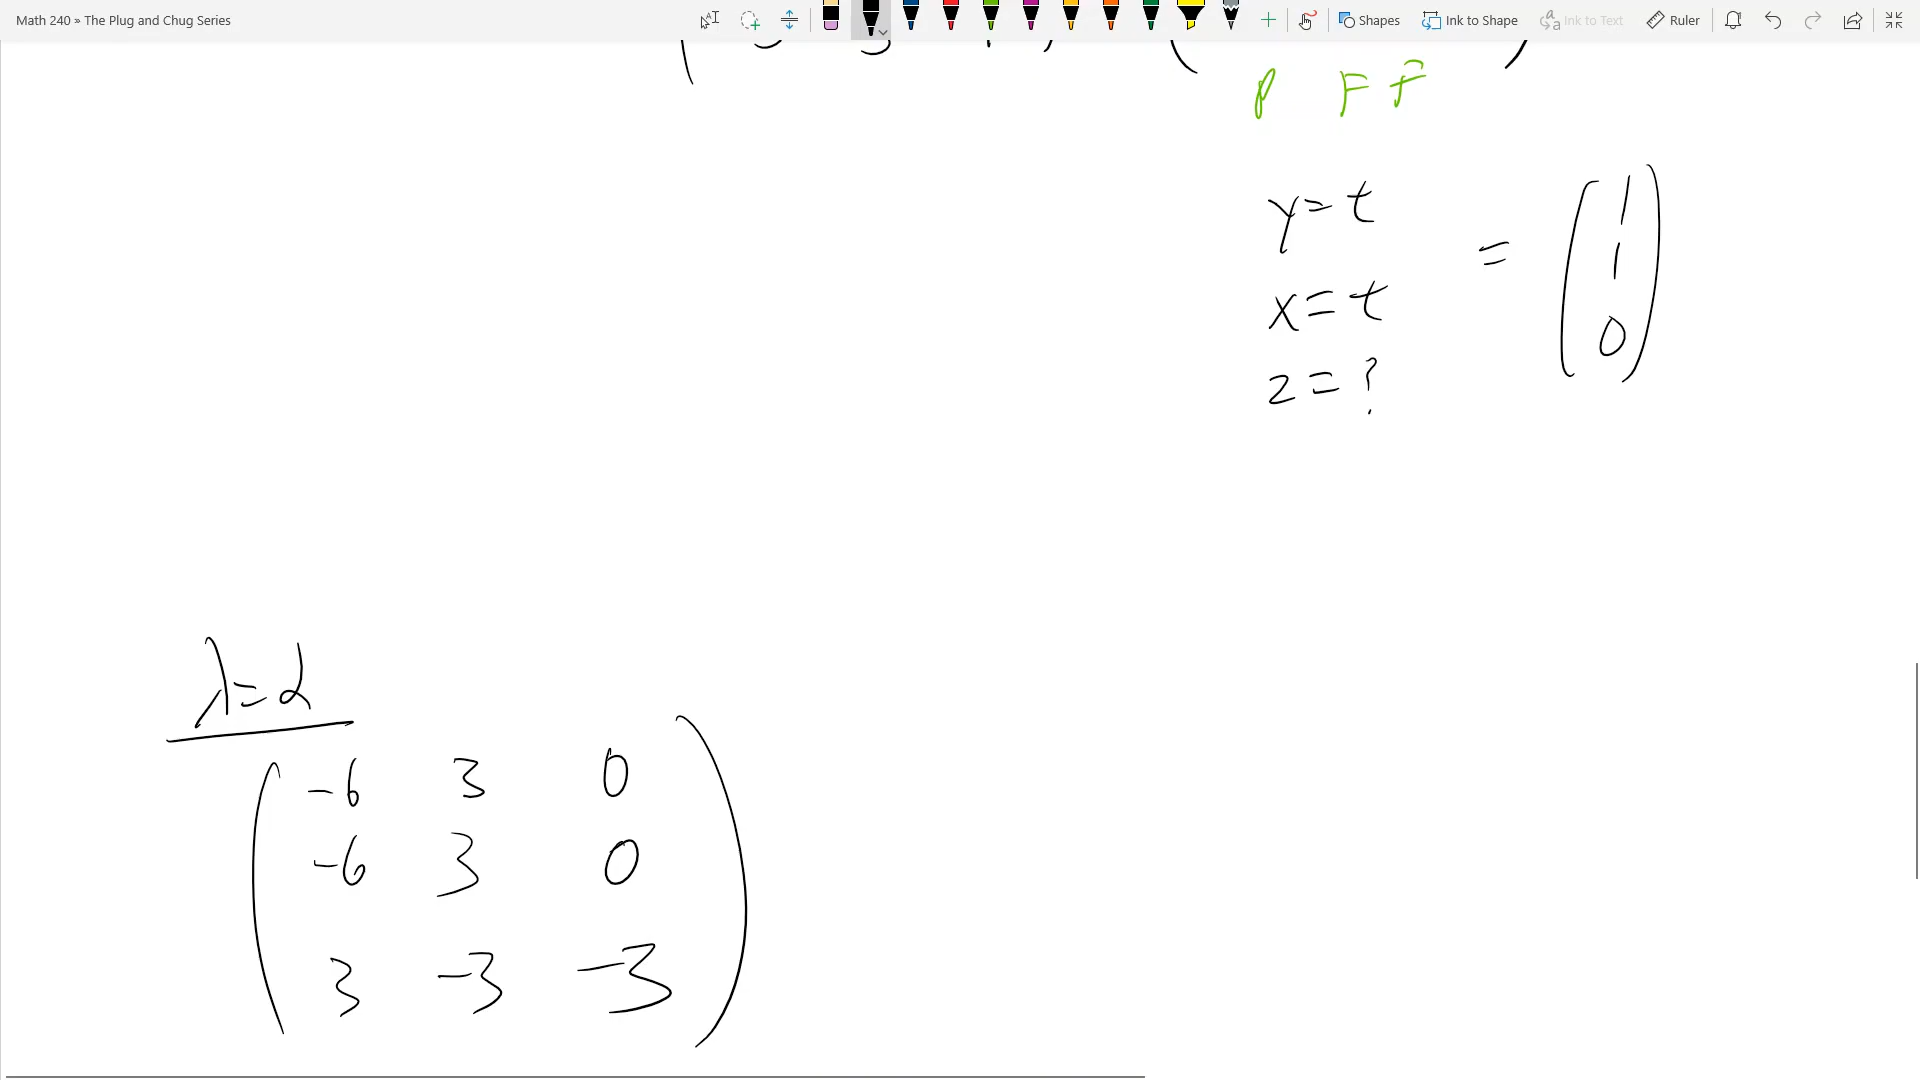 Math 240 » The Plug and Chug Series
Shapes
Ink to Shape
Ink to Text
Ruler
P F F
y = t
x = t
z = ?
=
1
1
0
λ = 2
-6 3 0
-6 3 0
3 -3 -3